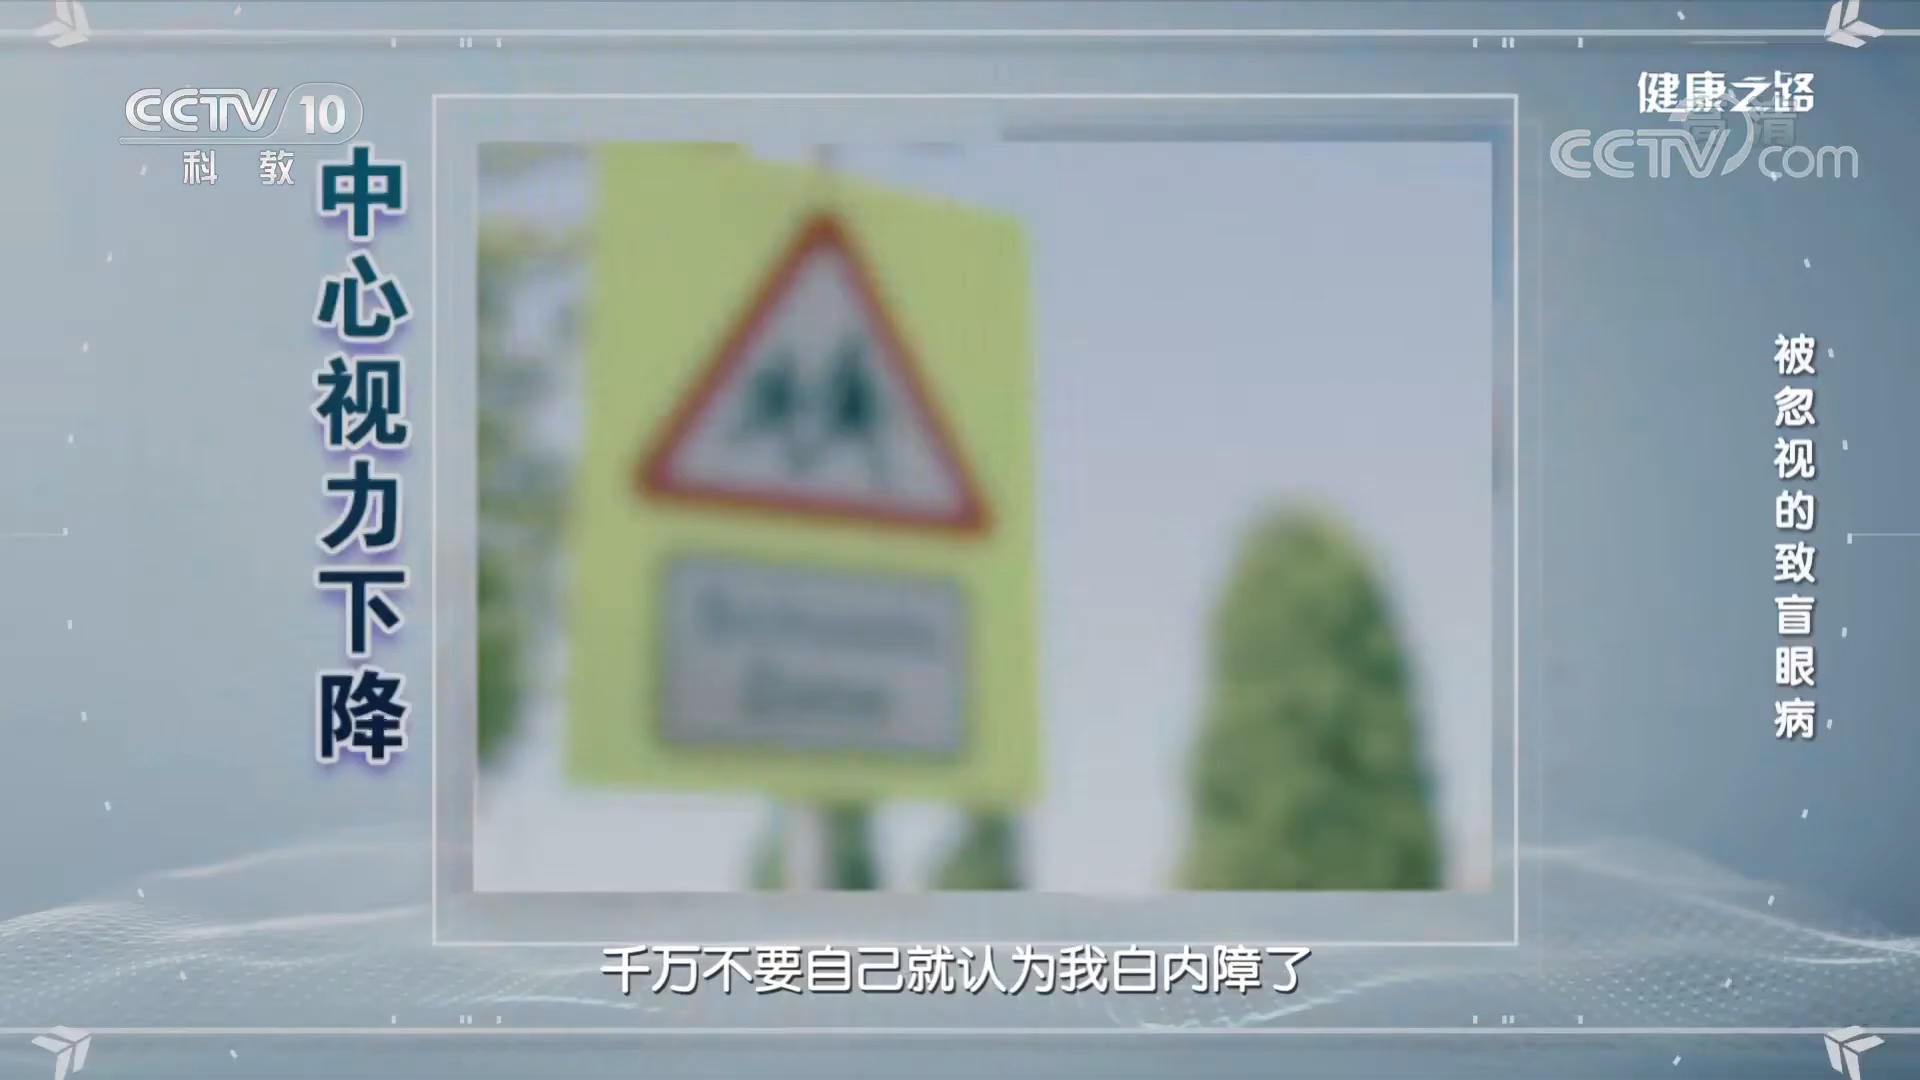 CCTV 10
科 教
健康之路
高清
CCTV com
中心视力下降
被忽视的致盲眼病
千万不要自己就认为我白内障了